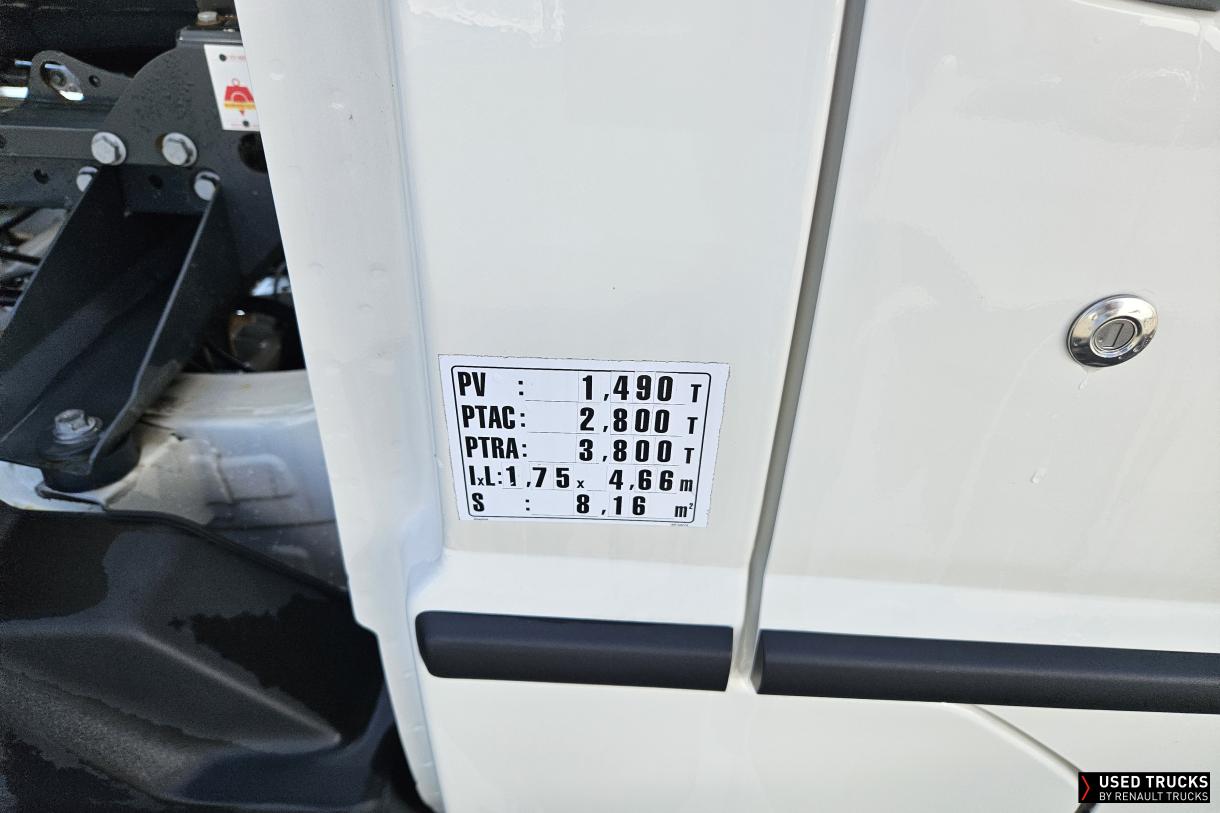 PV : 1,490 T
PTAC: 2,800 T
PTRA: 3,800 T
lxL: 1,75 x 4,66 m
S : 8,16 m²
USED TRUCKS
BY RENAULT TRUCKS